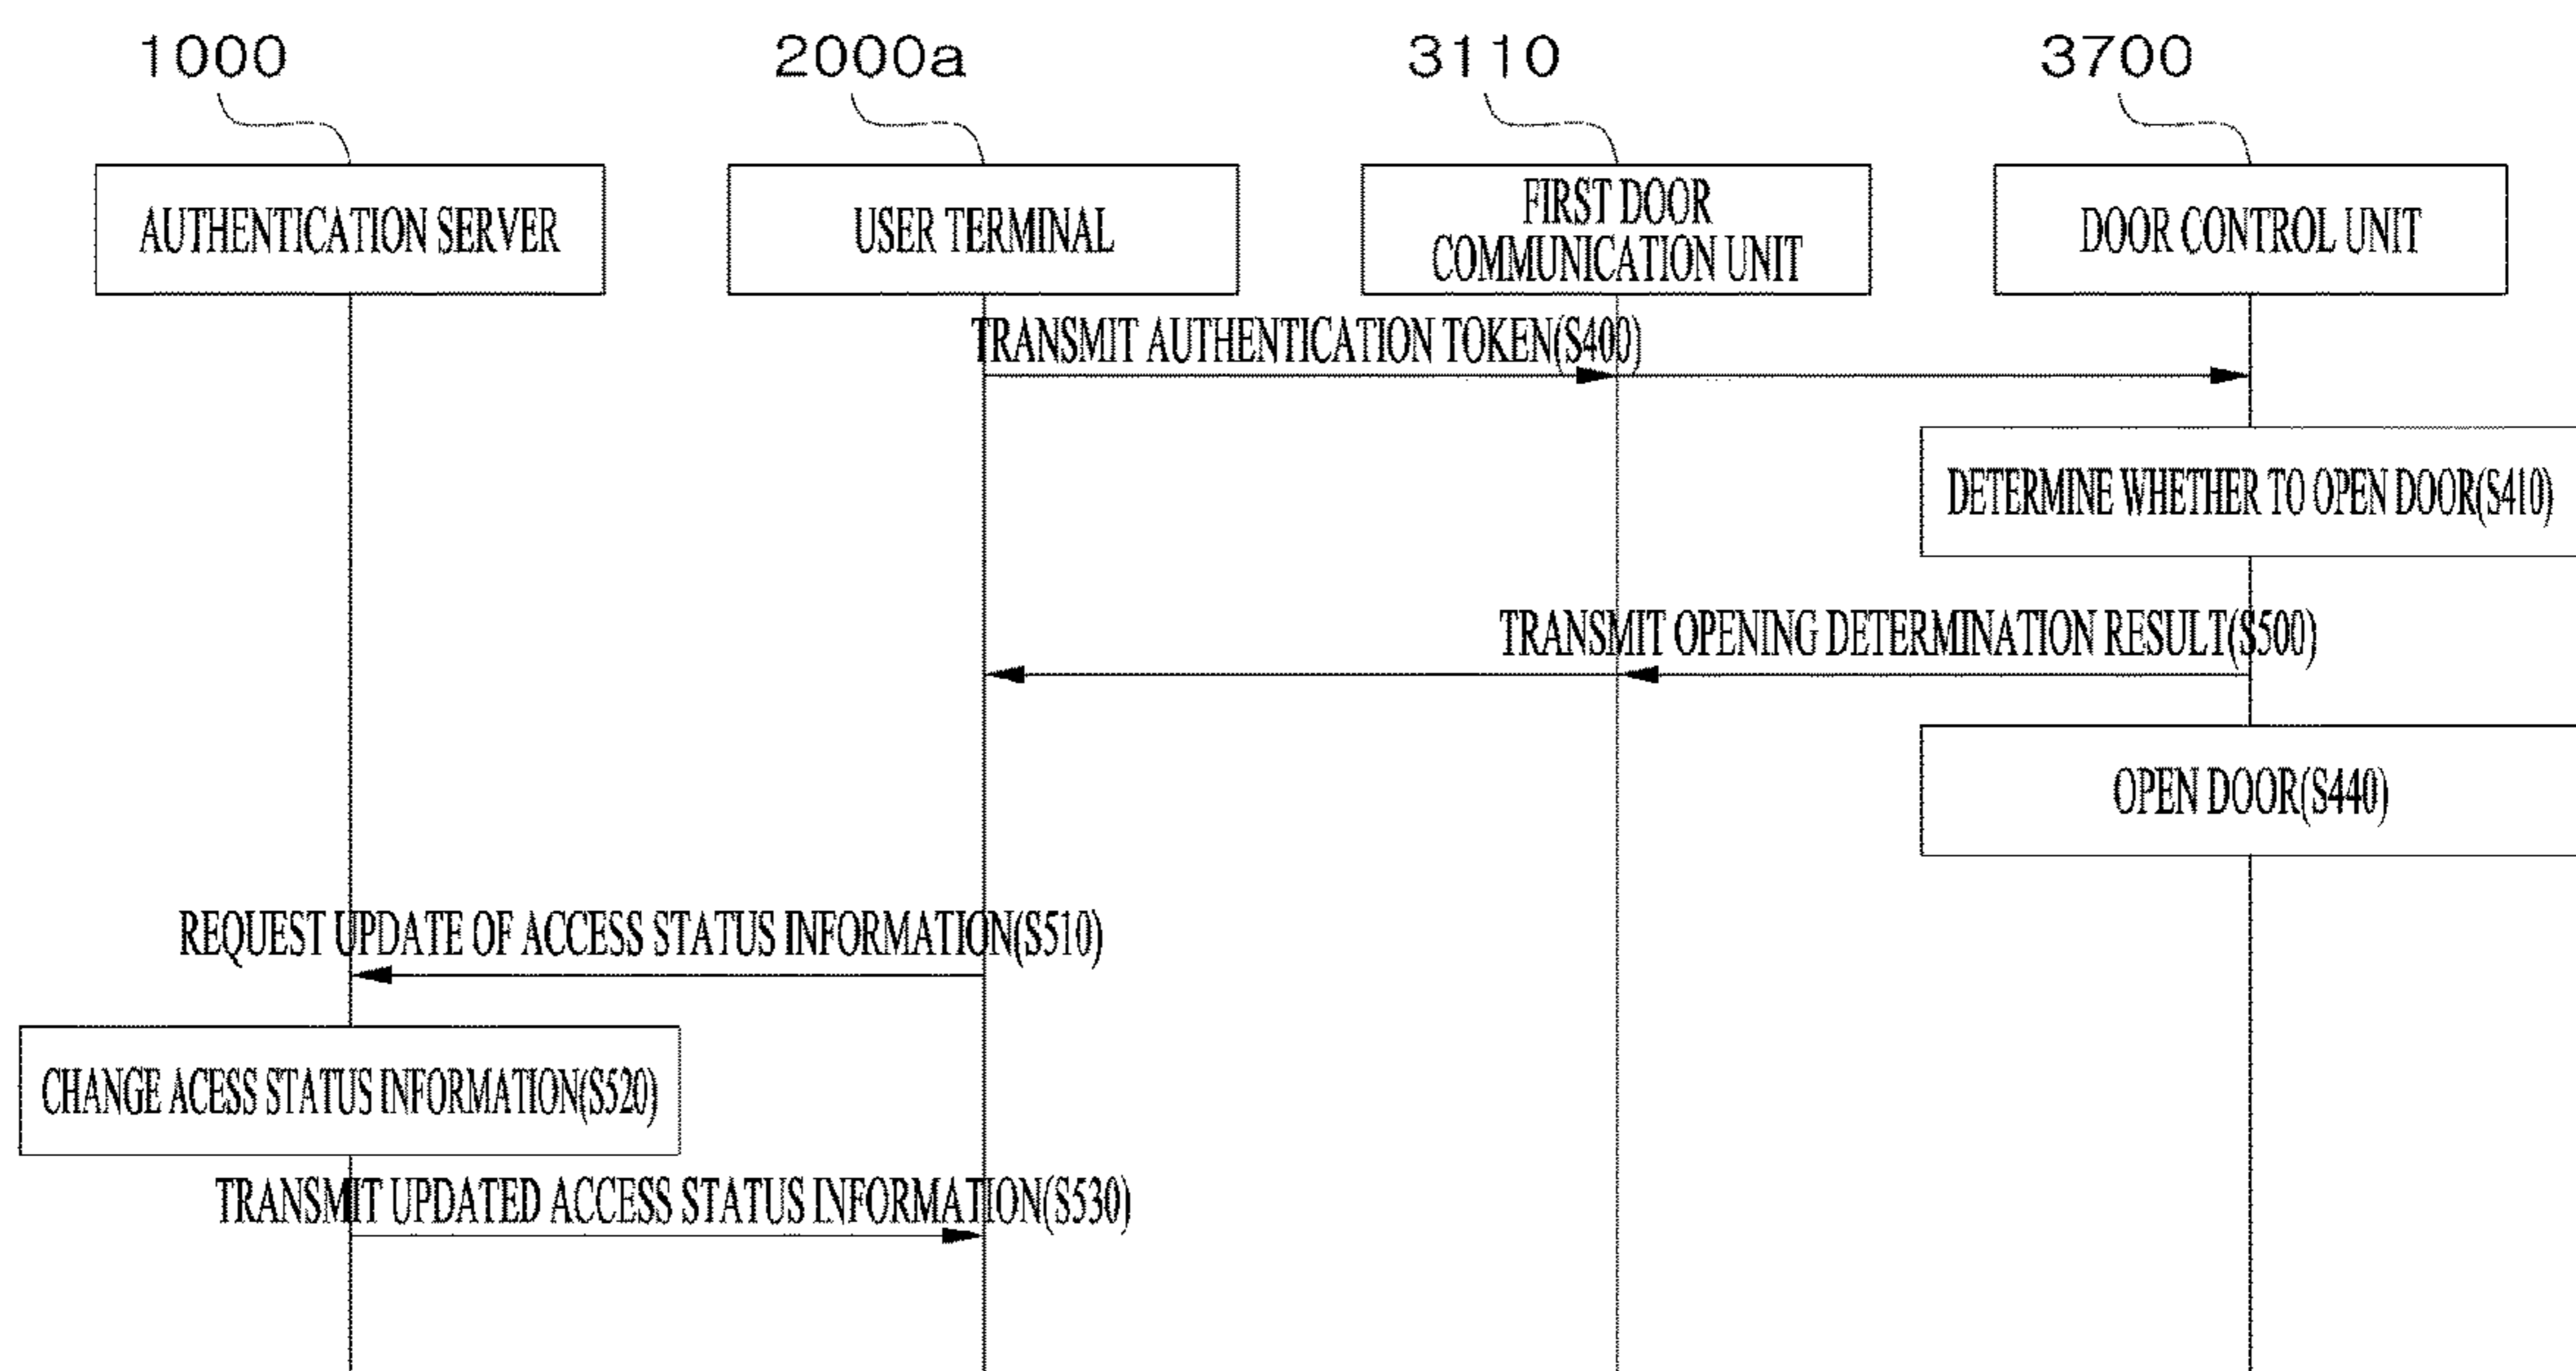 1000
2000a
3110
3700
AUTHENTICATION SERVER
USER TERMINAL
FIRST DOOR
COMMUNICATION UNIT
DOOR CONTROL UNIT
TRANSMIT AUTHENTICATION TOKEN(S400)
DETERMINE WHETHER TO OPEN DOOR(S410)
TRANSMIT OPENING DETERMINATION RESULT(S500)
OPEN DOOR(S440)
REQUEST UPDATE OF ACCESS STATUS INFORMATION(S510)
CHANGE ACESS STATUS INFORMATION(S520)
TRANSMIT UPDATED ACCESS STATUS INFORMATION(S530)